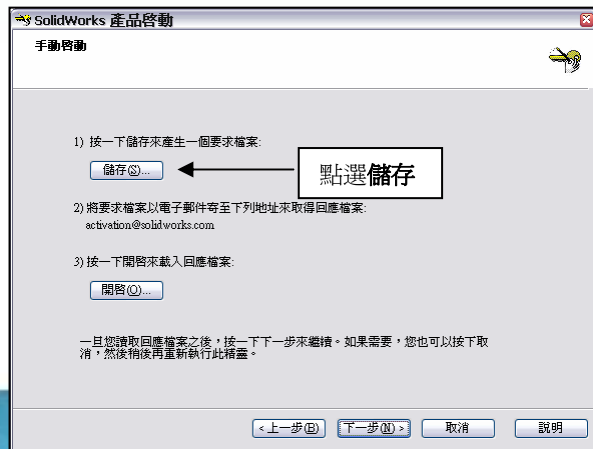 SolidWorks 產品啓動
手動啓動
1) 按一下儲存來產生一個要求檔案:
儲存(S)...
點選儲存
2) 將要求檔案以電子郵件寄至下列地址來取得回應檔案:
activation@solidworks.com
3) 按一下開啓來載入回應檔案:
開啓(O)...
一旦您讀取回應檔案之後，按一下下一步來繼續。如果需要，您也可以按下取
消，然後稍後再重新執行此精靈。
<上一步(B) 下一步(N)> 取消 說明